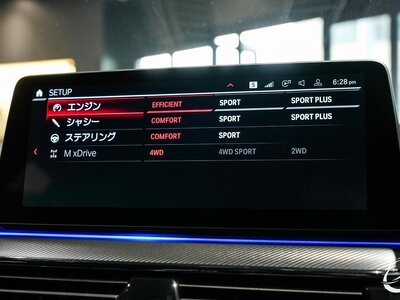 SETUP
S 6:28 pm
エンジン EFFICIENT SPORT SPORT PLUS
シャシー COMFORT SPORT SPORT PLUS
ステアリング COMFORT SPORT
M xDrive 4WD 4WD SPORT 2WD